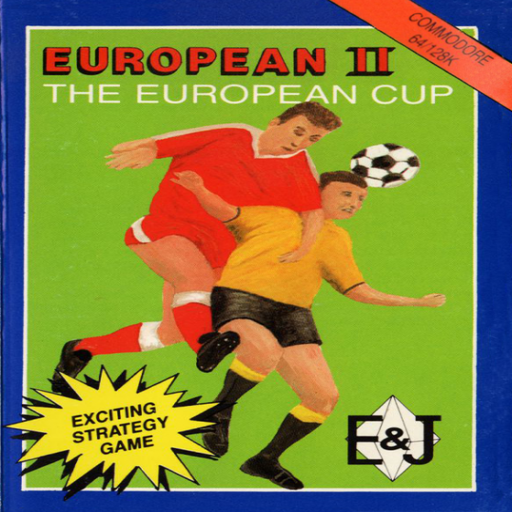 COMMODORE
64/128K
EUROPEAN II
THE EUROPEAN CUP
EXCITING
STRATEGY
GAME
E&J